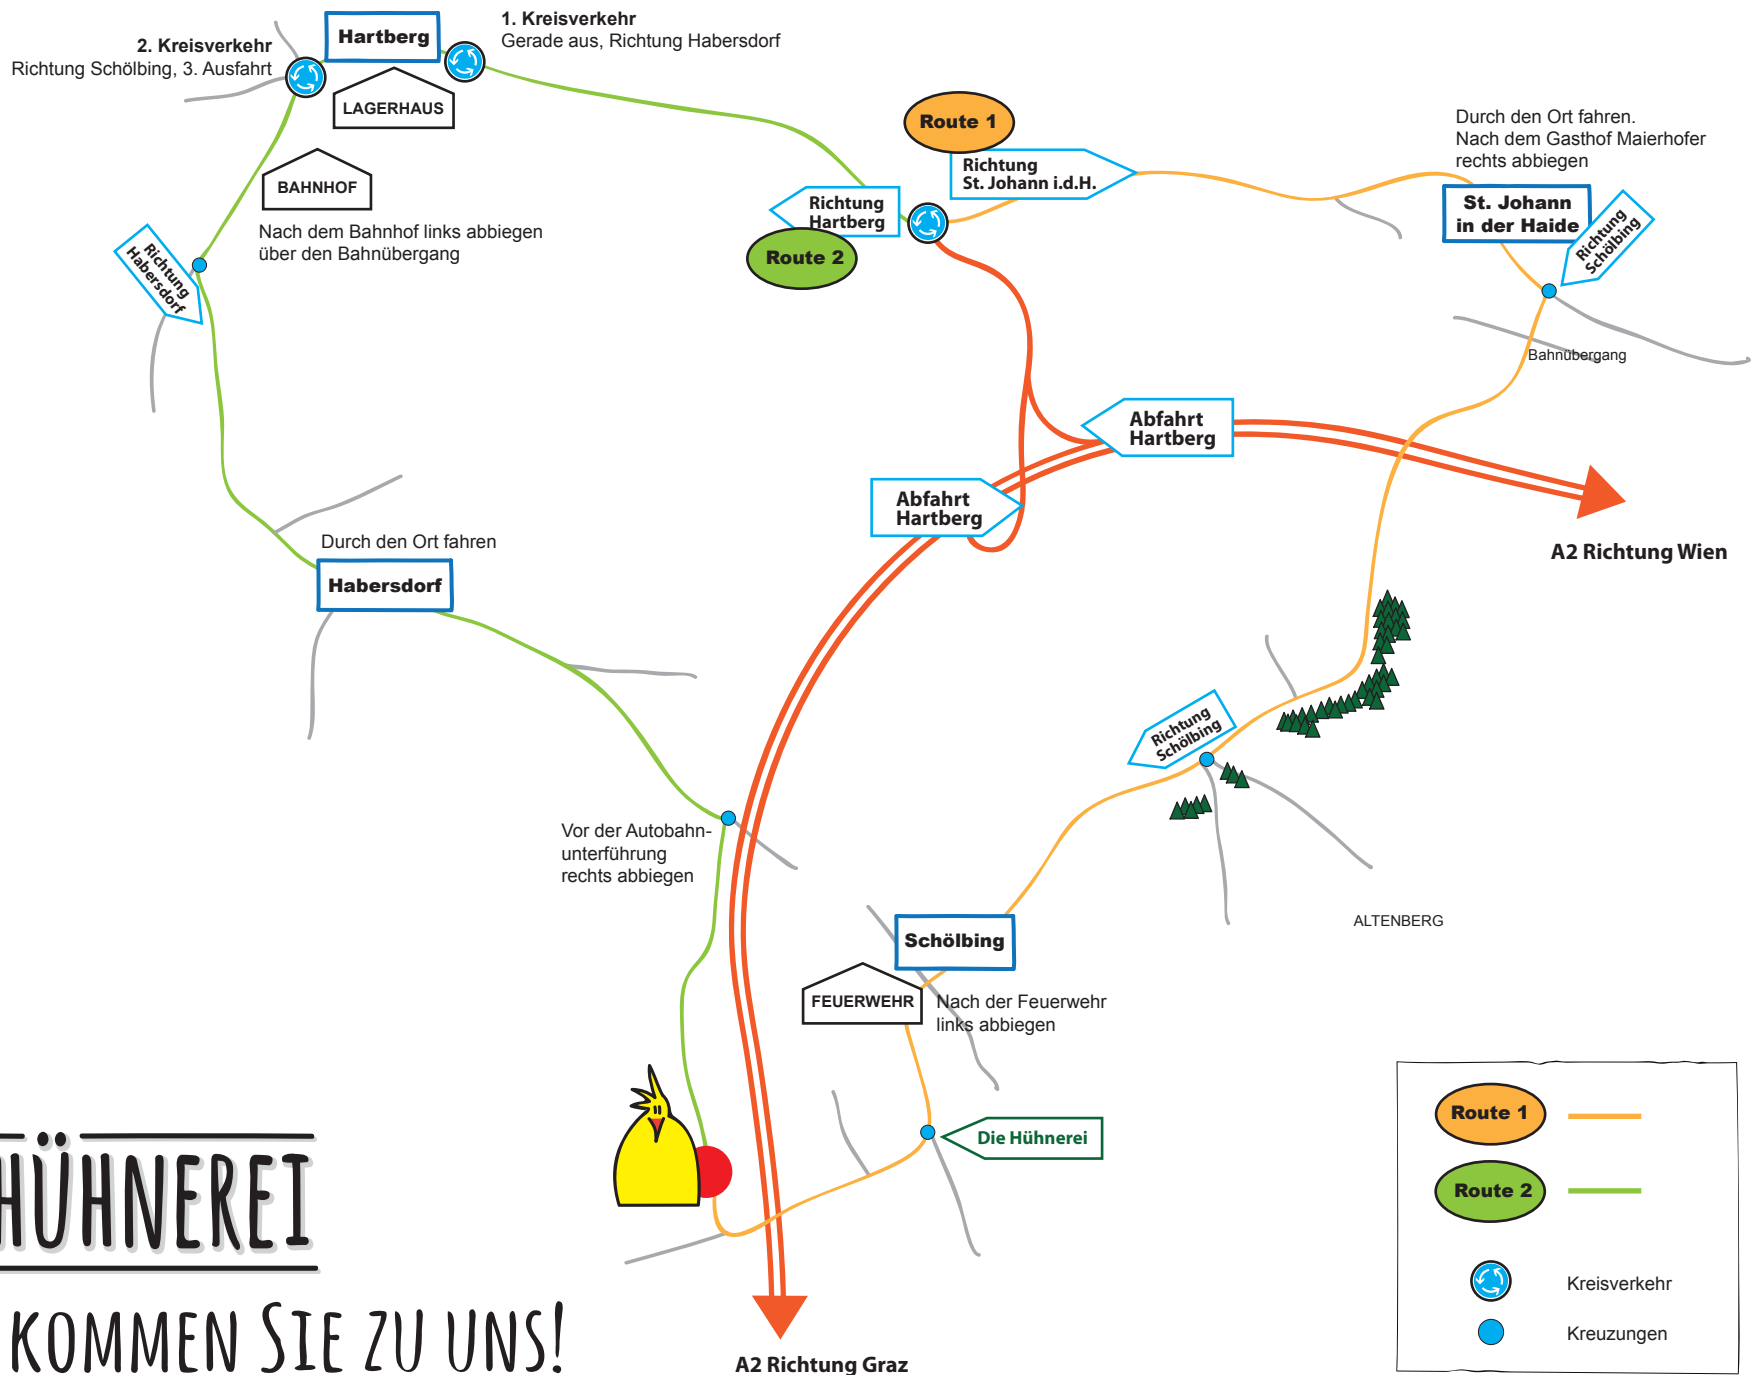 1. Kreisverkehr
Gerade aus, Richtung Habersdorf
2. Kreisverkehr
Richtung Schölbing, 3. Ausfahrt
Hartberg
LAGERHAUS
BAHNHOF
Nach dem Bahnhof links abbiegen
über den Bahnübergang
Richtung
Habersdorf
Route 1
Richtung
St. Johann i.d.H.
Richtung
Hartberg
Route 2
Durch den Ort fahren.
Nach dem Gasthof Maierhofer
rechts abbiegen
St. Johann
in der Haide
Richtung
Schölbing
Bahnübergang
Abfahrt
Hartberg
Abfahrt
Hartberg
A2 Richtung Wien
Durch den Ort fahren
Habersdorf
Richtung
Schölbing
Vor der Autobahn-
unterführung
rechts abbiegen
ALTENBERG
Schölbing
FEUERWEHR
Nach der Feuerwehr
links abbiegen
Die Hühnerei
HÜHNEREI
KOMMEN SIE ZU UNS!
A2 Richtung Graz
Route 1
Route 2
Kreisverkehr
Kreuzungen